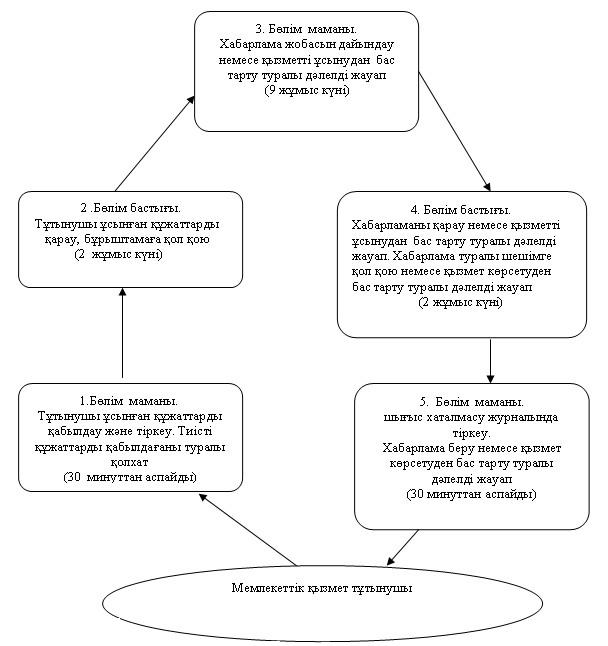 3. Бөлім маманы.
Хабарлама жобасын дайындау
немесе қызметті ұсынудан бас
тарту туралы дәлелді жауап
(9 жұмыс күні)
2 .Бөлім бастығы.
Тұтынушы ұсынған құжаттарды
қарау, бұрыштамаға қол қою
(2 жұмыс күні)
4. Бөлім бастығы.
Хабарламаны қарау немесе қызметті
ұсынудан бас тарту туралы дәлелді
жауап. Хабарлама туралы шешімге
қол қою немесе қызмет көрсетуден
бас тарту туралы дәлелді жауап
(2 жұмыс күні)
1.Бөлім маманы.
Тұтынушы ұсынған құжаттарды
қабылдау және тіркеу. Тиісті
құжаттарды қабылдағаны туралы
қолхат
(30 минуттан аспайды)
5. Бөлім маманы.
шығыс хаталмасу журналында
тіркеу.
Хабарлама беру немесе қызмет
көрсетуден бас тарту туралы
дәлелді жауап
(30 минуттан аспайды)
Мемлекеттік қызмет тұтынушы